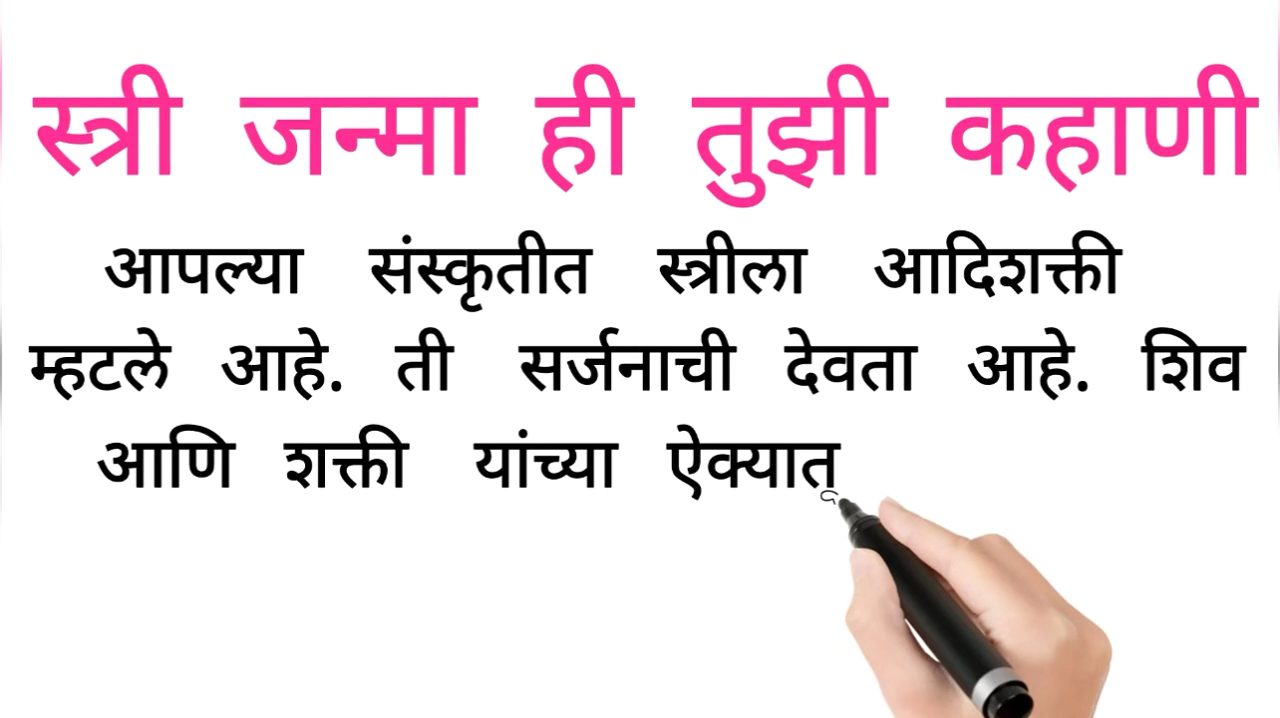 स्त्री जन्मा ही तुझी कहाणी
आपल्या संस्कृतीत स्त्रीला आदिशक्ती
म्हटले आहे. ती सर्जनाची देवता आहे. शिव
आणि शक्ती यांच्या ऐक्यात